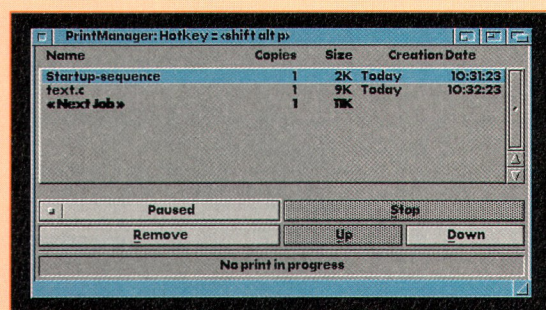 PrintManager: Hotkey = <shift alt p>
Name Copies Size Creation Date
Startup-sequence 1 2K Today 10:31:23
text.c 1 9K Today 10:32:23
« Next Job » 1 11K
Paused Stop
Remove Up Down
No print in progress